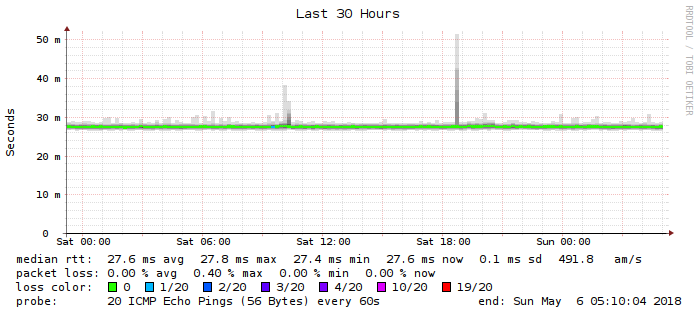 Last 30 Hours
RRDTOOL / TOBI OETIKER
Seconds
50 m
40 m
30 m
20 m
10 m
0
Sat 00:00 Sat 06:00 Sat 12:00 Sat 18:00 Sun 00:00
median rtt: 27.6 ms avg 27.8 ms max 27.4 ms min 27.6 ms now 0.1 ms sd 491.8 am/s
packet loss: 0.00 % avg 0.40 % max 0.00 % min 0.00 % now
loss color: 0 1/20 2/20 3/20 4/20 10/20 19/20
probe: 20 ICMP Echo Pings (56 Bytes) every 60s end: Sun May 6 05:10:04 2018